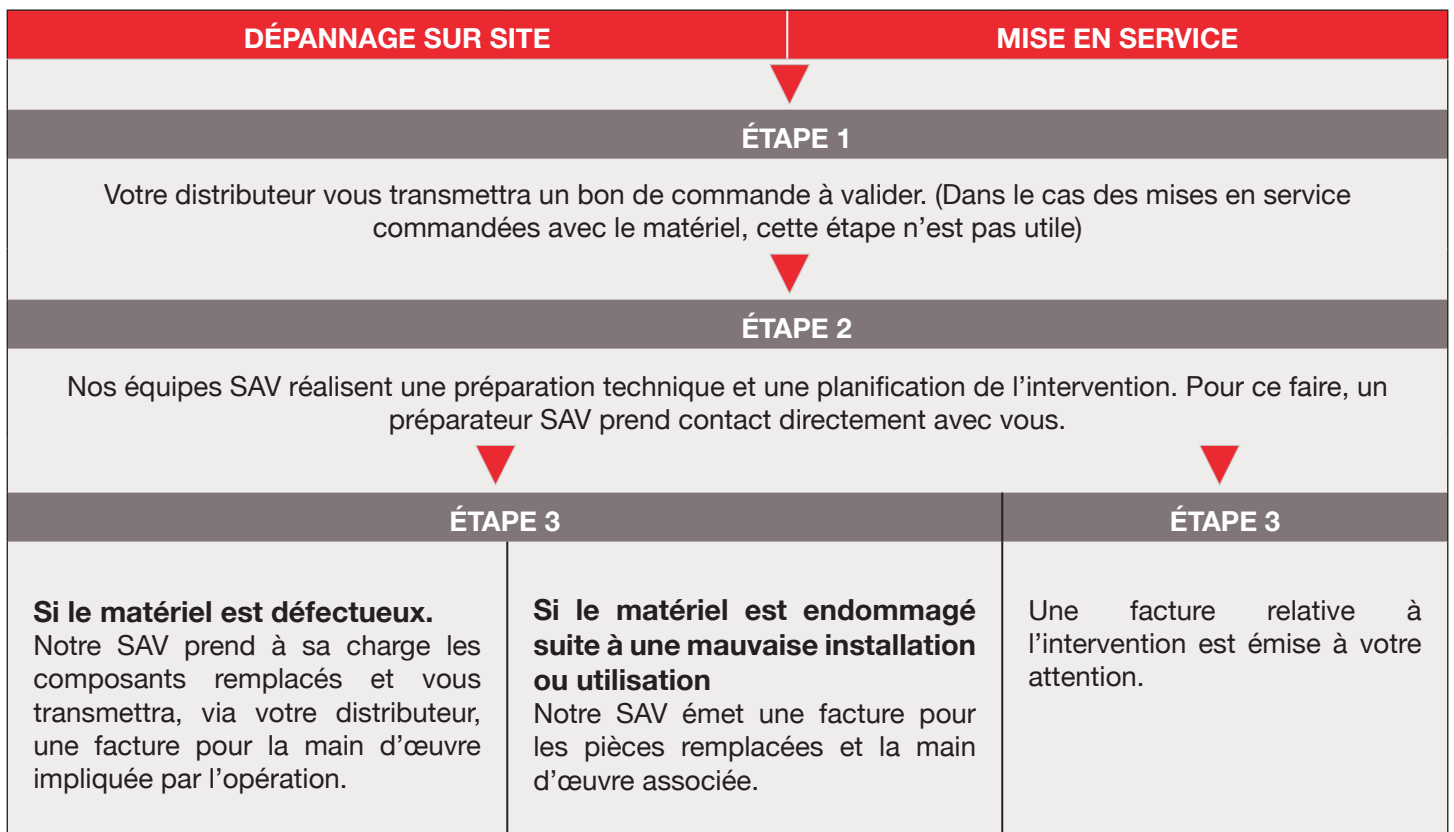 DÉPANNAGE SUR SITE
MISE EN SERVICE
ÉTAPE 1
Votre distributeur vous transmettra un bon de commande à valider. (Dans le cas des mises en service
commandées avec le matériel, cette étape n’est pas utile)
ÉTAPE 2
Nos équipes SAV réalisent une préparation technique et une planification de l’intervention. Pour ce faire, un
préparateur SAV prend contact directement avec vous.
ÉTAPE 3
Si le matériel est défectueux.
Notre SAV prend à sa charge les
composants remplacés et vous
transmettra, via votre distributeur,
une facture pour la main d’œuvre
impliquée par l’opération.
Si le matériel est endommagé
suite à une mauvaise installation
ou utilisation
Notre SAV émet une facture pour
les pièces remplacées et la main
d’œuvre associée.
ÉTAPE 3
Une facture relative à
l’intervention est émise à votre
attention.